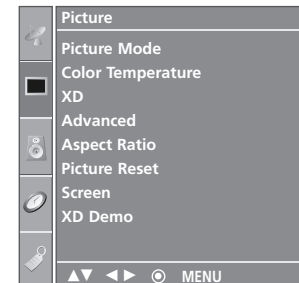 Picture
Picture Mode
Color Temperature
XD
Advanced
Aspect Ratio
Picture Reset
Screen
XD Demo
▲▼ ◄► ◉ MENU